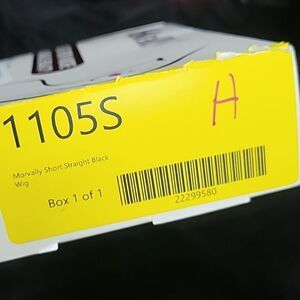 1105S
H
Morvally Short Straight Black
Wig
Box 1 of 1
22299580